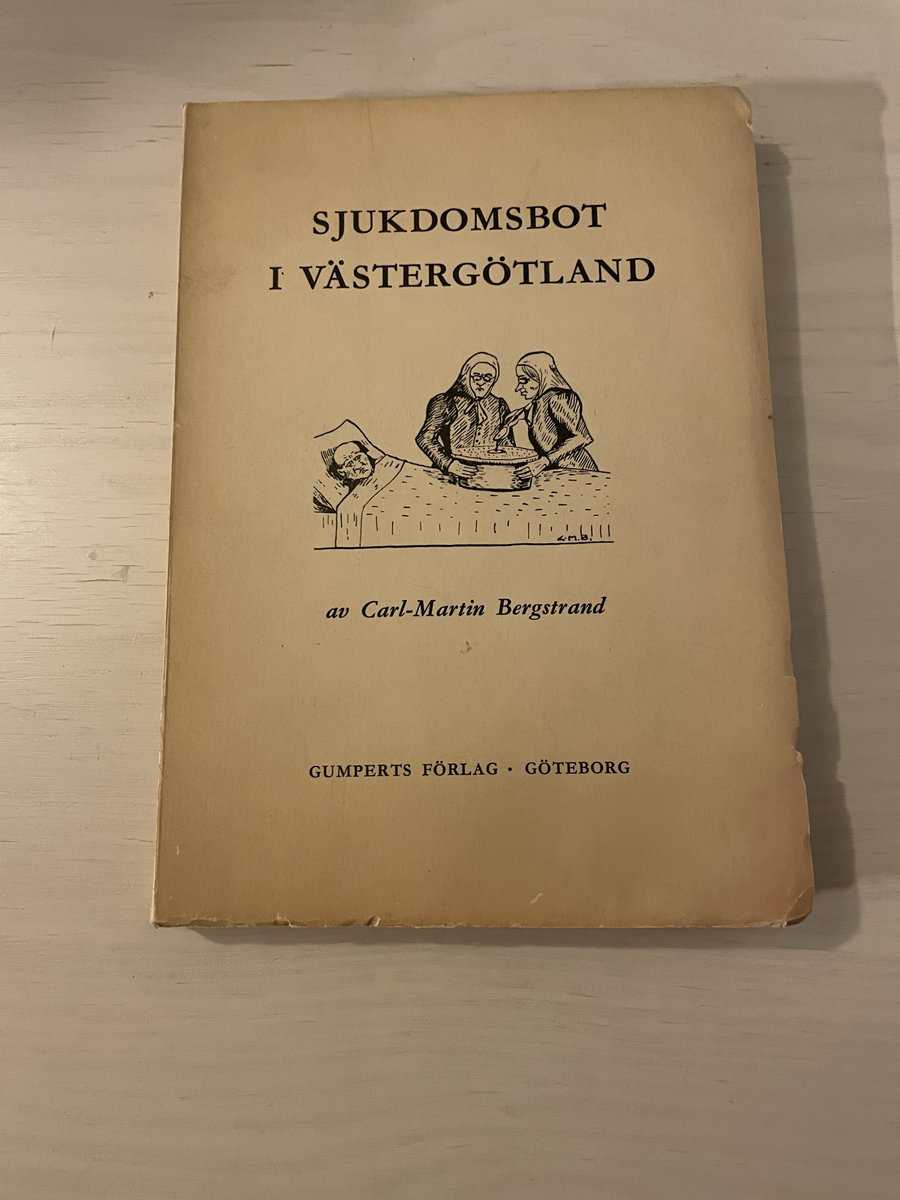 SJUKDOMSBOT
I VÄSTERGÖTLAND
C.M.B.
av Carl-Martin Bergstrand
GUMPERTS FÖRLAG · GÖTEBORG